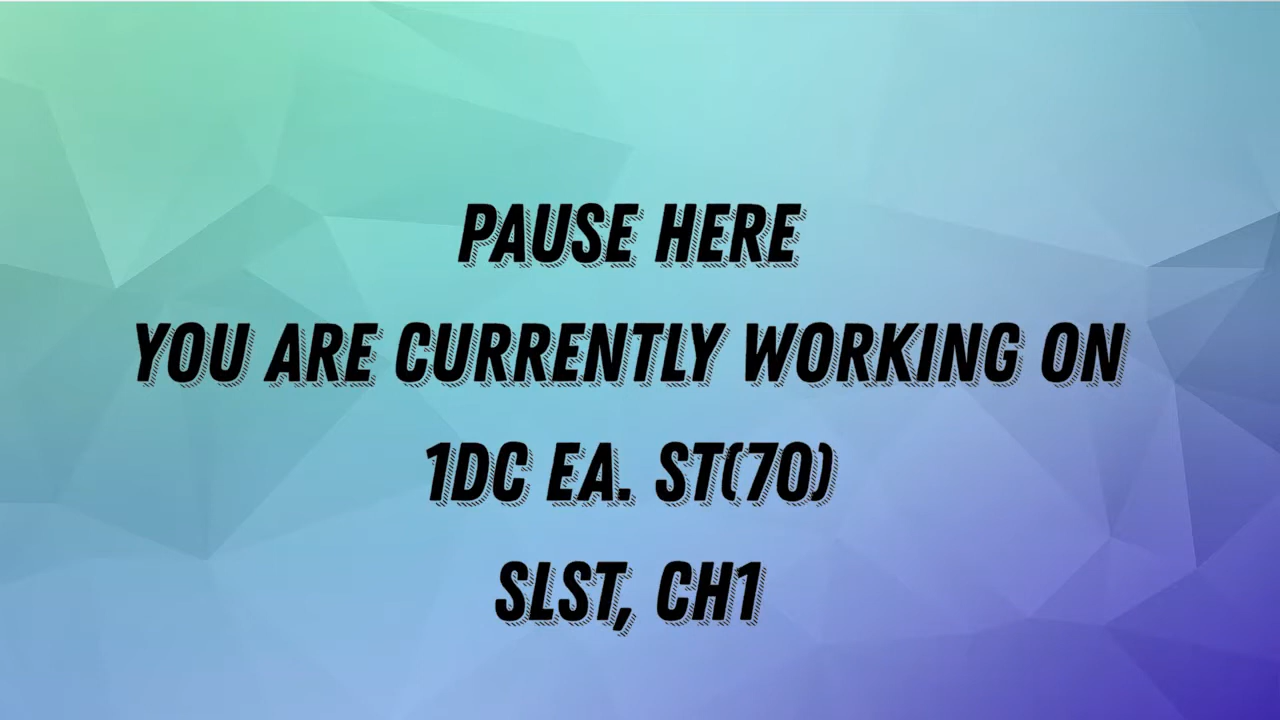 PAUSE HERE
YOU ARE CURRENTLY WORKING ON
1DC EA. ST(70)
SLST, CH1